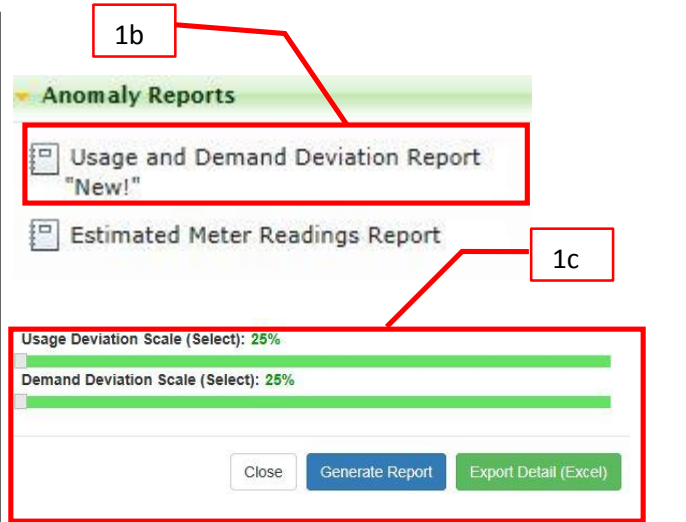 1b
Anomaly Reports
Usage and Demand Deviation Report
"New!"
Estimated Meter Readings Report
1c
Usage Deviation Scale (Select): 25%
Demand Deviation Scale (Select): 25%
Close Generate Report Export Detail (Excel)